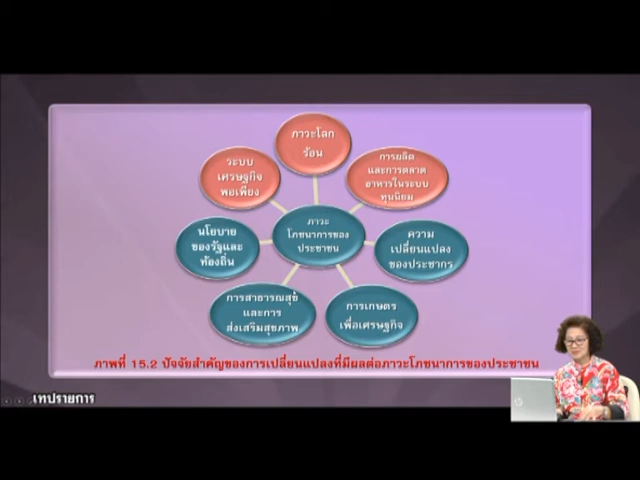 ภาวะโลก
ร้อน
ระบบ
เศรษฐกิจ
พอเพียง
การผลิต
และการตลาด
อาหารในระบบ
ทุนนิยม
ภาวะ
โภชนาการของ
ประชาชน
นโยบาย
ของรัฐและ
ท้องถิ่น
ความ
เปลี่ยนแปลง
ของประชากร
การสาธารณสุข
และการ
ส่งเสริมสุขภาพ
การเกษตร
เพื่อเศรษฐกิจ
ภาพที่ 15.2 ปัจจัยสำคัญของการเปลี่ยนแปลงที่มีผลต่อภาวะโภชนาการของประชาชน
เทปรายการ
hp